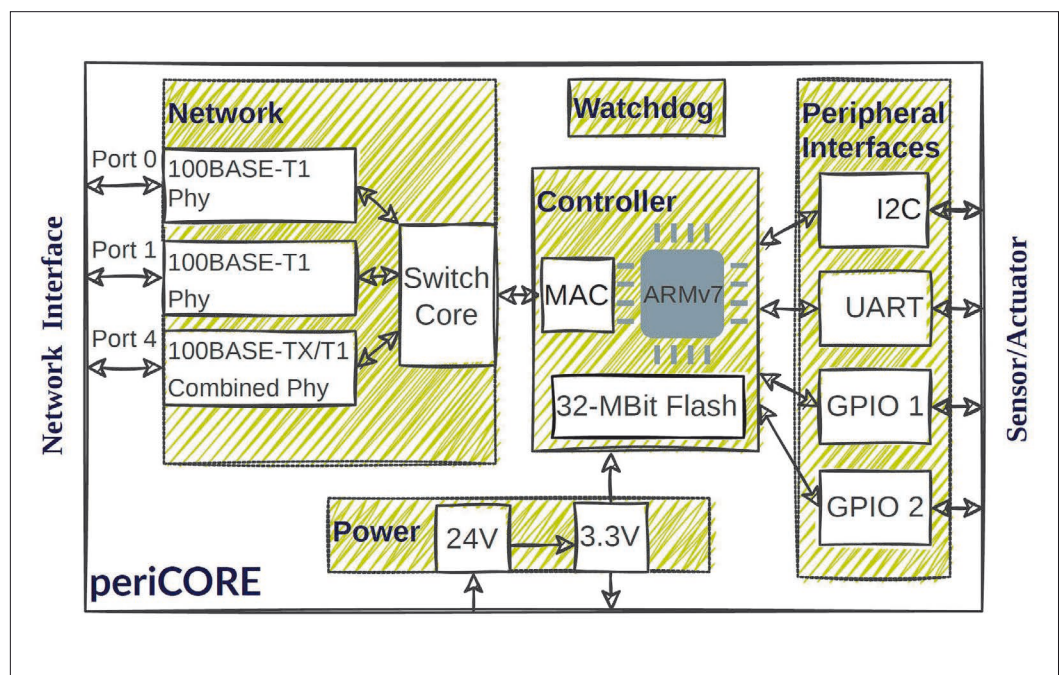 Network Interface
Port 0
Port 1
Port 4
Network
100BASE-T1
Phy
100BASE-T1
Phy
100BASE-TX/T1
Combined Phy
Switch
Core
Watchdog
Controller
MAC
ARMv7
32-MBit Flash
Peripheral
Interfaces
I2C
UART
GPIO 1
GPIO 2
Sensor/Actuator
Power
24V
3.3V
periCORE